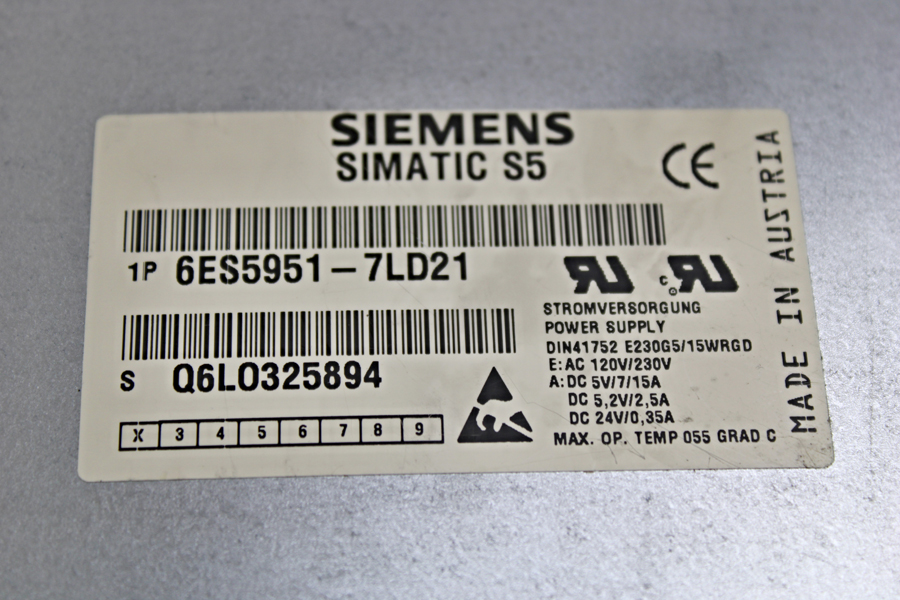 SIEMENS
SIMATIC S5
CE
1P 6ES5951-7LD21
S Q6LO325894
X 3 4 5 6 7 8 9
STROMVERSORGUNG
POWER SUPPLY
DIN41752 E230G5/15WRGD
E: AC 120V/230V
A: DC 5V/7/15A
DC 5,2V/2,5A
DC 24V/0,35A
MAX. OP. TEMP 055 GRAD C
MADE IN AUSTRIA